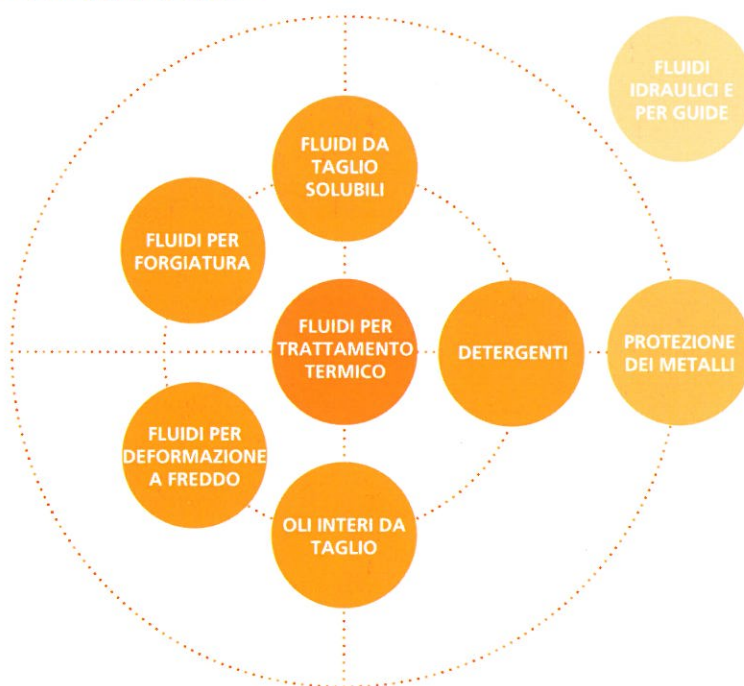 FLUIDI
IDRAULICI E
PER GUIDE
FLUIDI DA
TAGLIO
SOLUBILI
FLUIDI PER
FORGIATURA
FLUIDI PER
TRATTAMENTO
TERMICO
DETERGENTI
PROTEZIONE
DEI METALLI
FLUIDI PER
DEFORMAZIONE
A FREDDO
OLI INTERI DA
TAGLIO